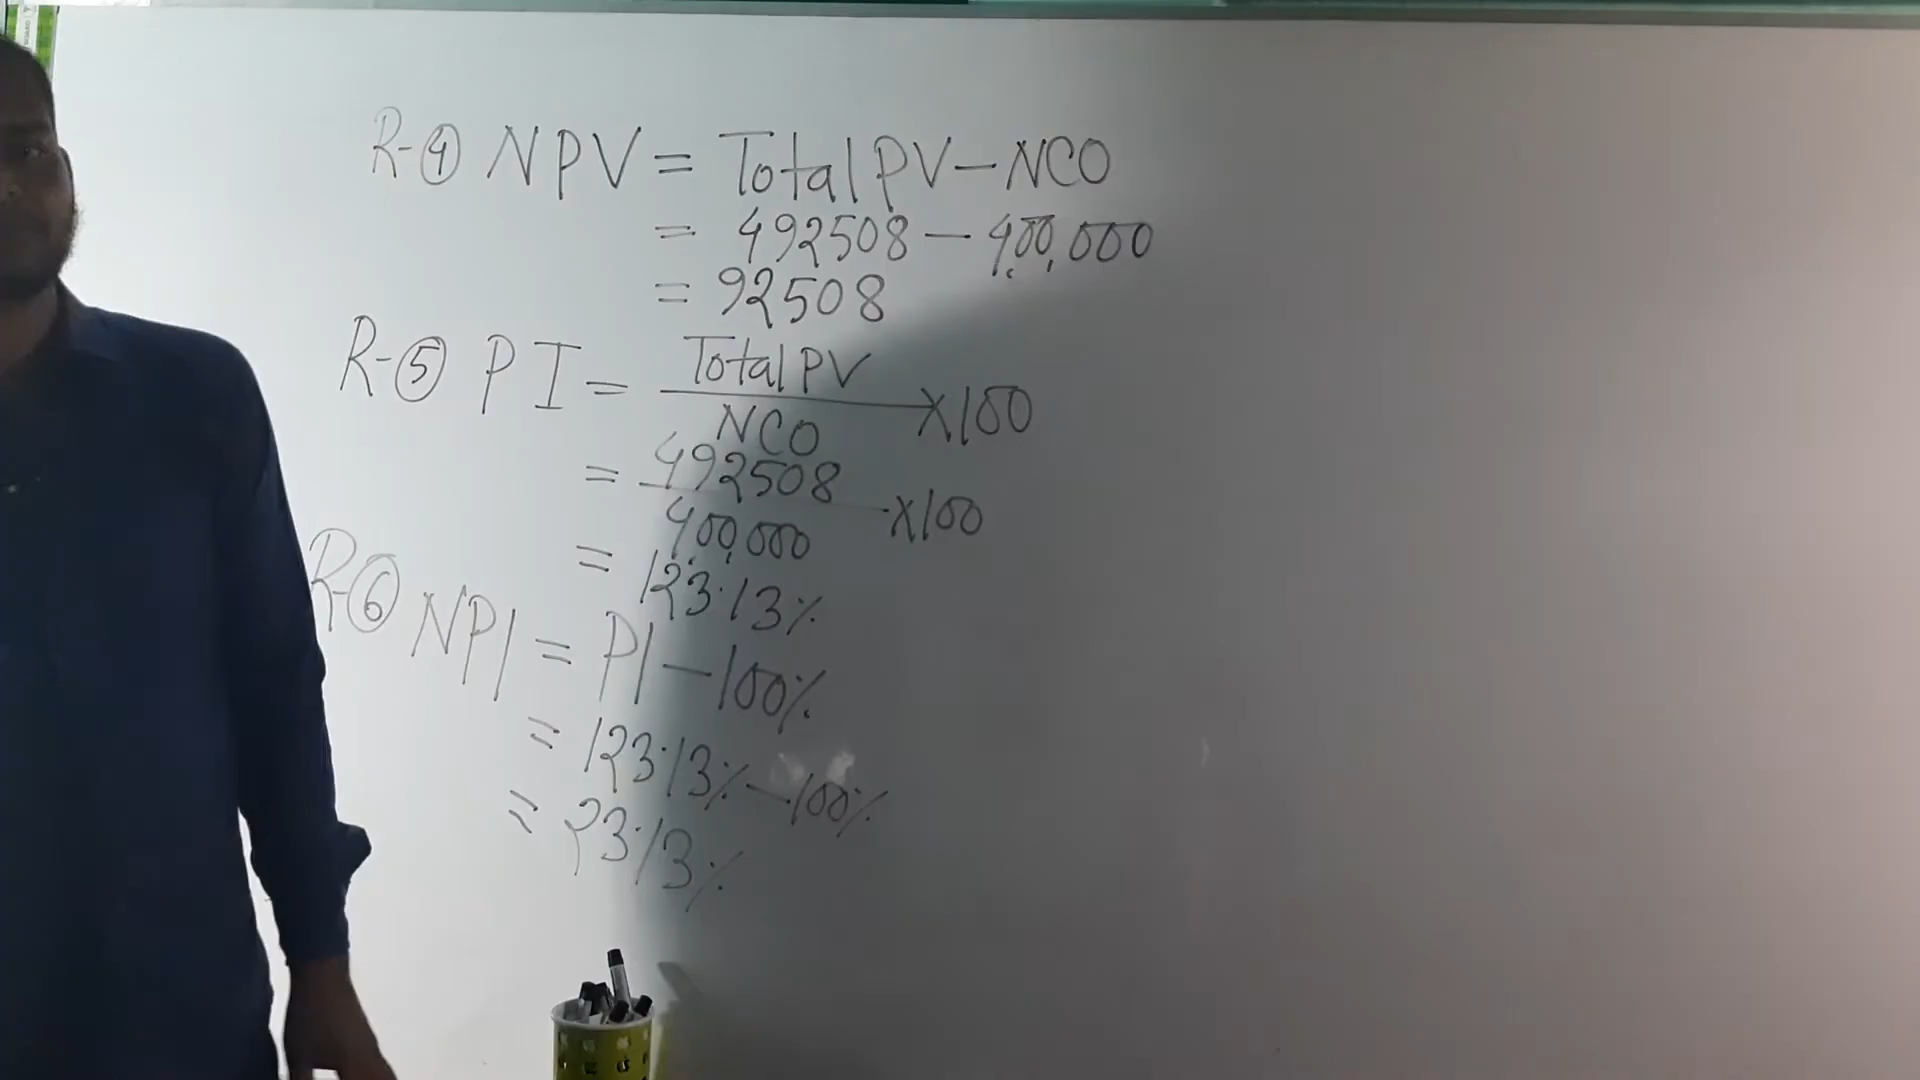 R-④ NPV = Total PV - NCO
= 492508 - 400,000
= 92508
R-⑤ PI = Total PV / NCO ×100
= 492508 / 400,000 ×100
= 123.13%
R-⑥ NPI = PI - 100%
= 123.13% - 100%
= 23.13%